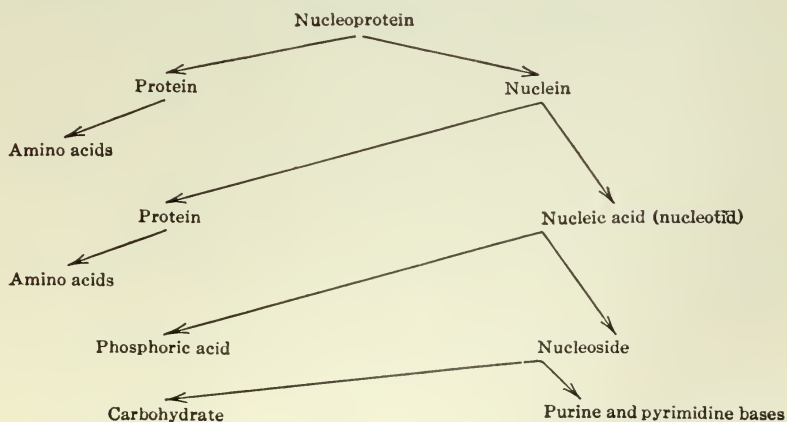 Nucleoprotein
Protein Nuclein
Amino acids
Protein Nucleic acid (nucleotid)
Amino acids
Phosphoric acid Nucleoside
Carbohydrate Purine and pyrimidine bases